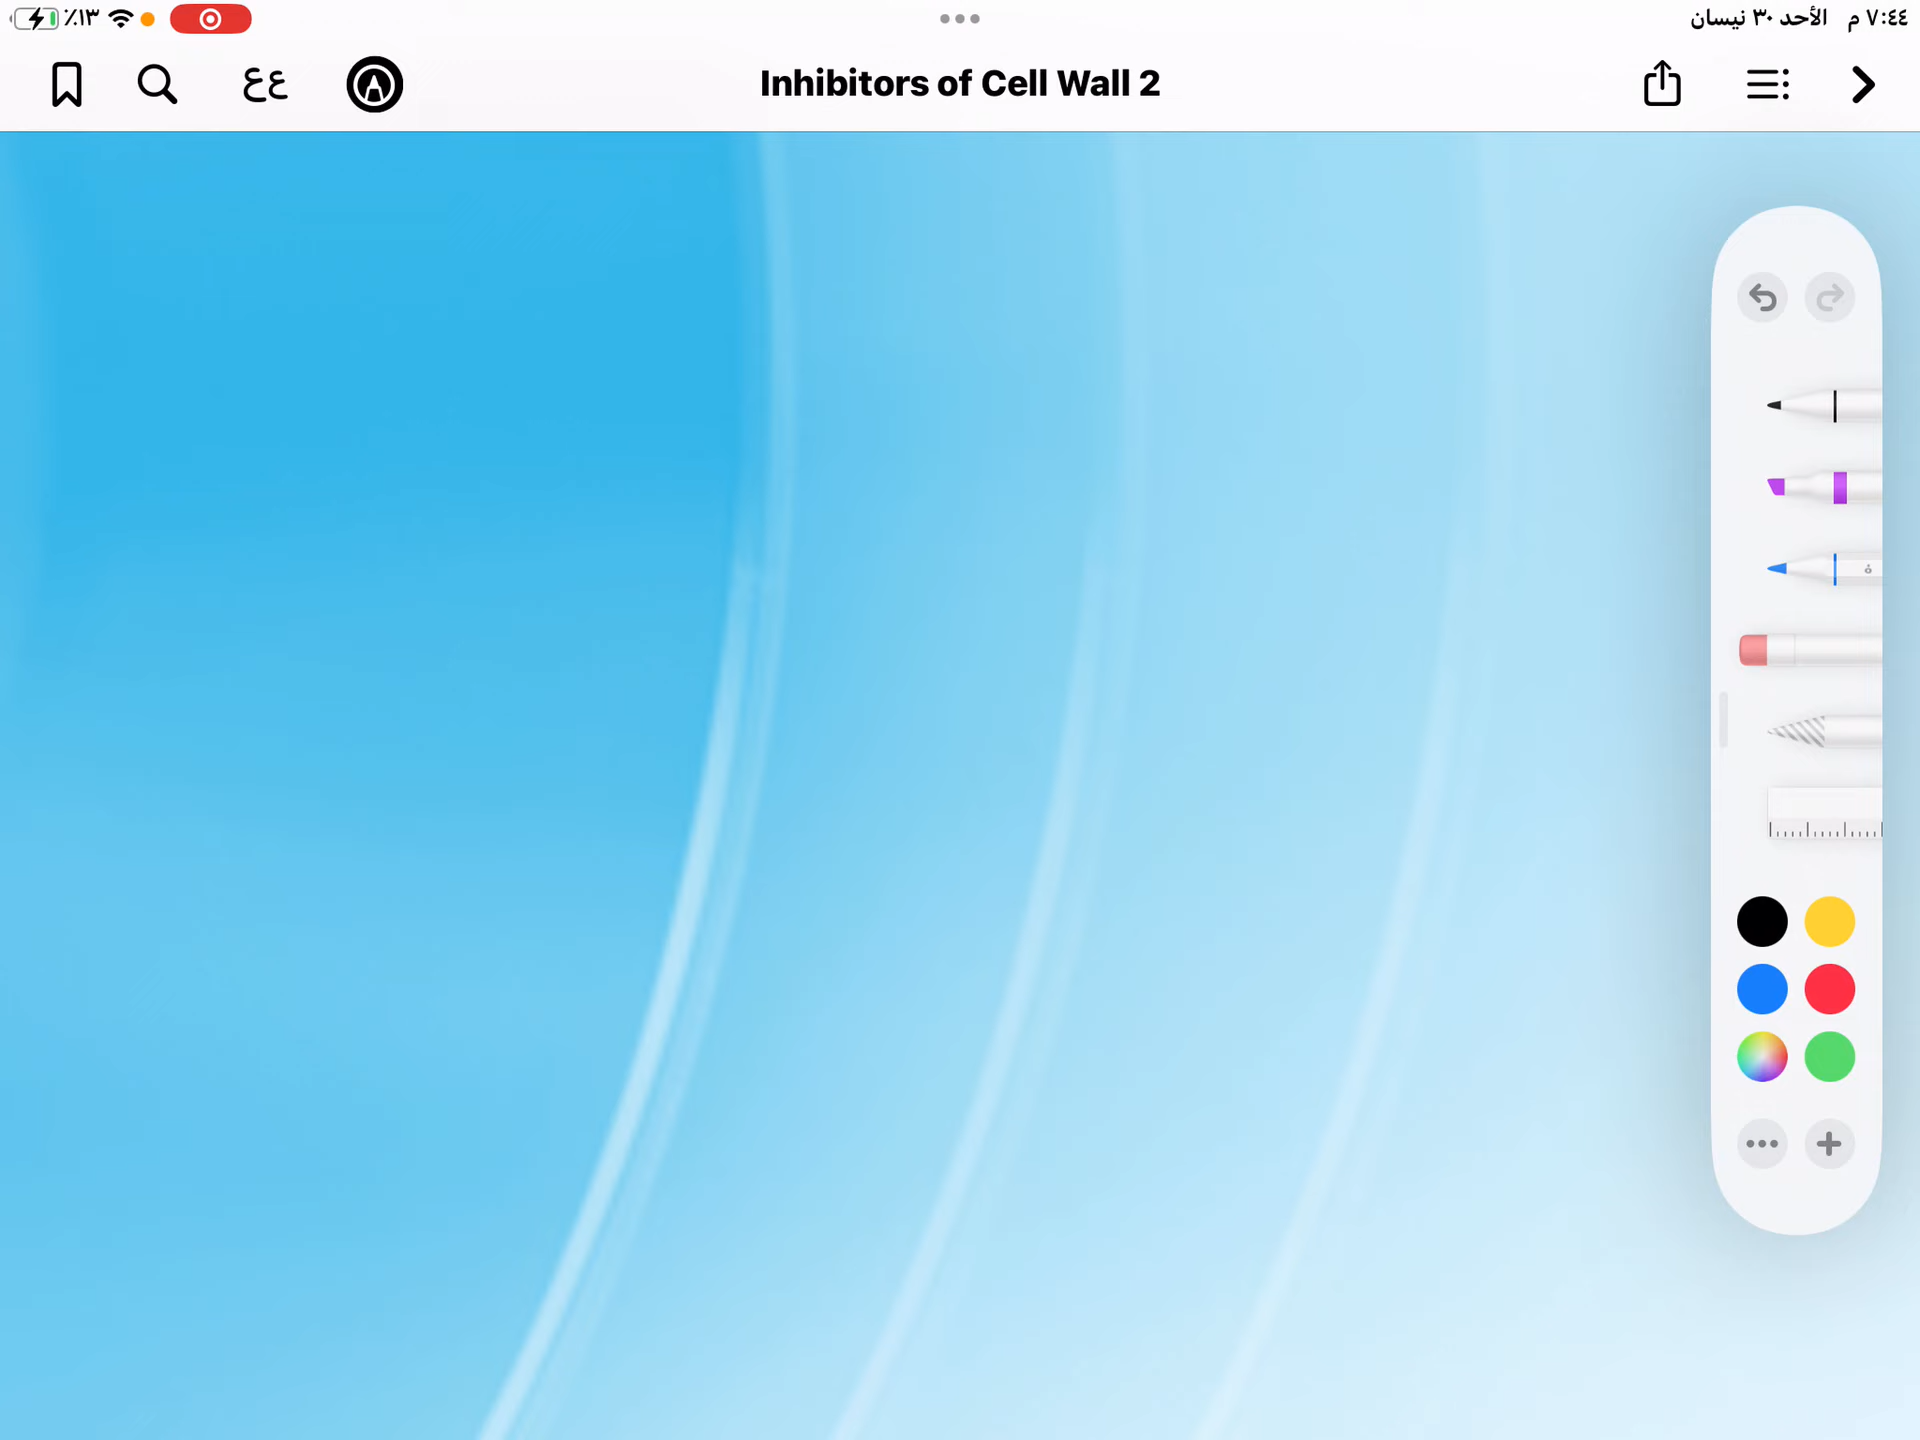 ٪١٣
الأحد ٣٠ نيسان ٧:٤٤ م
عع
Inhibitors of Cell Wall 2